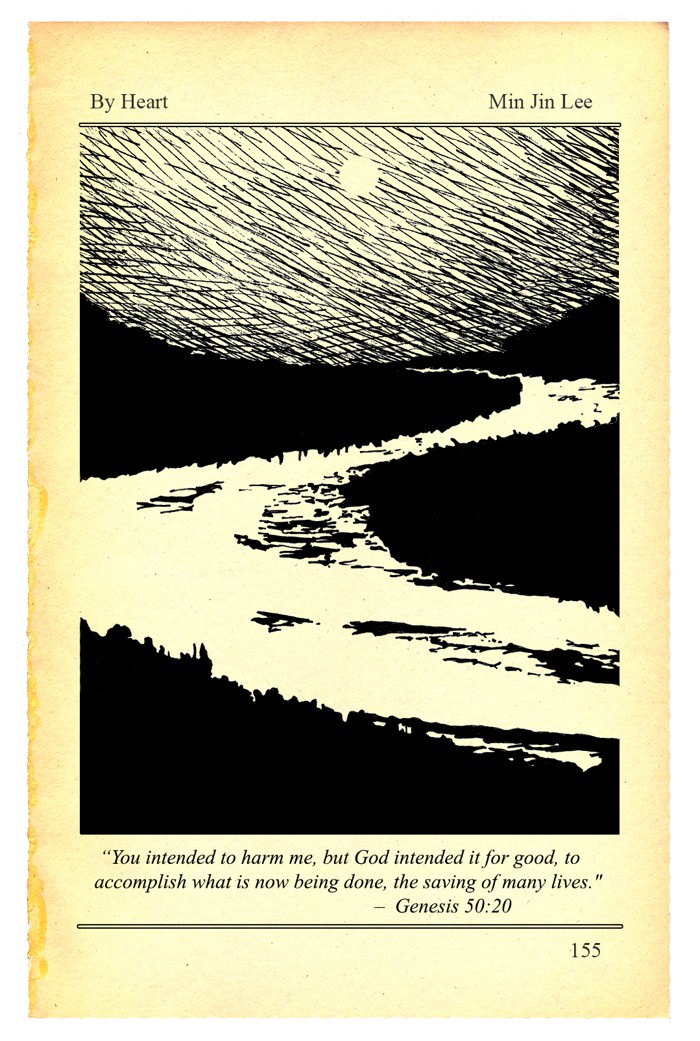 By Heart Min Jin Lee
“You intended to harm me, but God intended it for good, to
accomplish what is now being done, the saving of many lives."
– Genesis 50:20
155